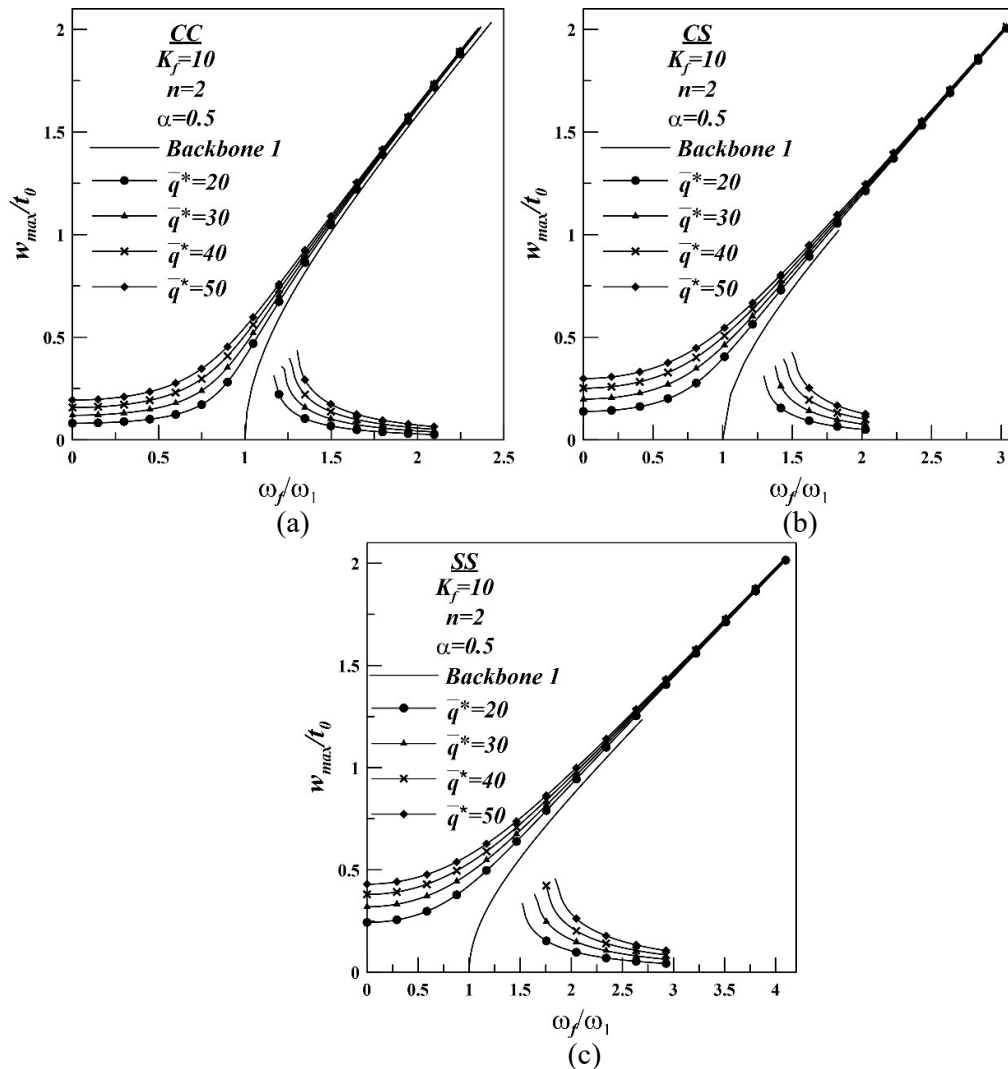 2
1.5
1
0.5
0
w_max/t_0
CC
K_f=10
n=2
α=0.5
Backbone 1
q̄*=20
q̄*=30
q̄*=40
q̄*=50
0 0.5 1 1.5 2 2.5
ω_f/ω_1
(a)
2
1.5
1
0.5
0
w_max/t_0
CS
K_f=10
n=2
α=0.5
Backbone 1
q̄*=20
q̄*=30
q̄*=40
q̄*=50
0 0.5 1 1.5 2 2.5 3
ω_f/ω_1
(b)
2
1.5
1
0.5
0
w_max/t_0
SS
K_f=10
n=2
α=0.5
Backbone 1
q̄*=20
q̄*=30
q̄*=40
q̄*=50
0 0.5 1 1.5 2 2.5 3 3.5 4
ω_f/ω_1
(c)